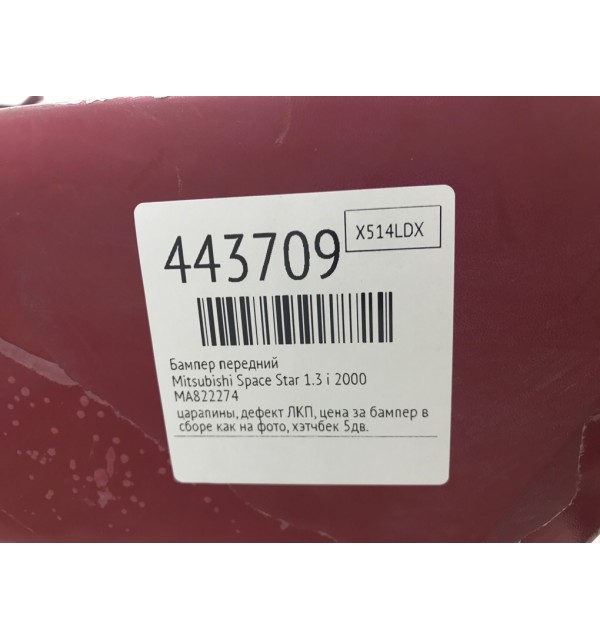 443709
X514LDX
Бампер передний
Mitsubishi Space Star 1.3 i 2000
MA822274
царапины, дефект ЛКП, цена за бампер в
сборе как на фото, хэтчбек 5дв.